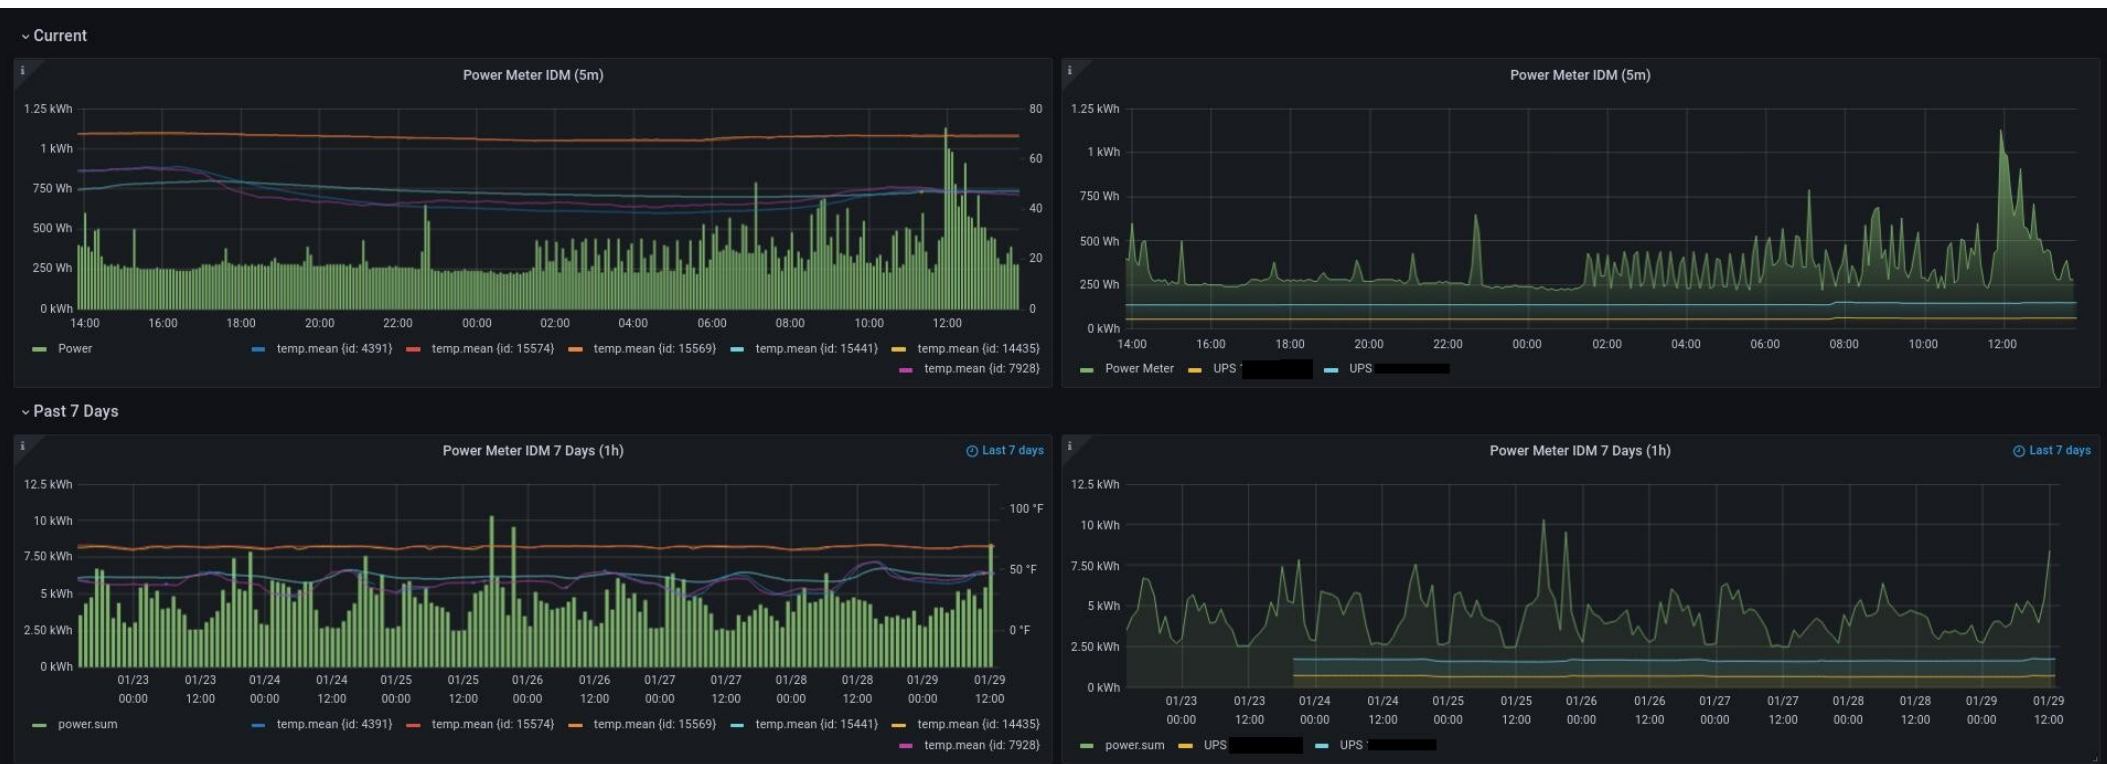 Current
Power Meter IDM (5m)
1.25 kWh
1 kWh
750 Wh
500 Wh
250 Wh
0 kWh
80
60
40
20
0
14:00 16:00 18:00 20:00 22:00 00:00 02:00 04:00 06:00 08:00 10:00 12:00
Power temp.mean {id: 4391} temp.mean {id: 15574} temp.mean {id: 15569} temp.mean {id: 15441} temp.mean {id: 14435}
temp.mean {id: 7928}
Power Meter IDM (5m)
1.25 kWh
1 kWh
750 Wh
500 Wh
250 Wh
0 kWh
14:00 16:00 18:00 20:00 22:00 00:00 02:00 04:00 06:00 08:00 10:00 12:00
Power Meter UPS UPS
Past 7 Days
Power Meter IDM 7 Days (1h) Last 7 days
12.5 kWh
10 kWh
7.50 kWh
5 kWh
2.50 kWh
0 kWh
100 °F
50 °F
0 °F
01/23 01/23 01/24 01/24 01/25 01/25 01/26 01/26 01/27 01/27 01/28 01/28 01/29 01/29
00:00 12:00 00:00 12:00 00:00 12:00 00:00 12:00 00:00 12:00 00:00 12:00 00:00 12:00
power.sum temp.mean {id: 4391} temp.mean {id: 15574} temp.mean {id: 15569} temp.mean {id: 15441} temp.mean {id: 14435}
temp.mean {id: 7928}
Power Meter IDM 7 Days (1h) Last 7 days
12.5 kWh
10 kWh
7.50 kWh
5 kWh
2.50 kWh
0 kWh
01/23 01/23 01/24 01/24 01/25 01/25 01/26 01/26 01/27 01/27 01/28 01/28 01/29 01/29
00:00 12:00 00:00 12:00 00:00 12:00 00:00 12:00 00:00 12:00 00:00 12:00 00:00 12:00
power.sum UPS UPS